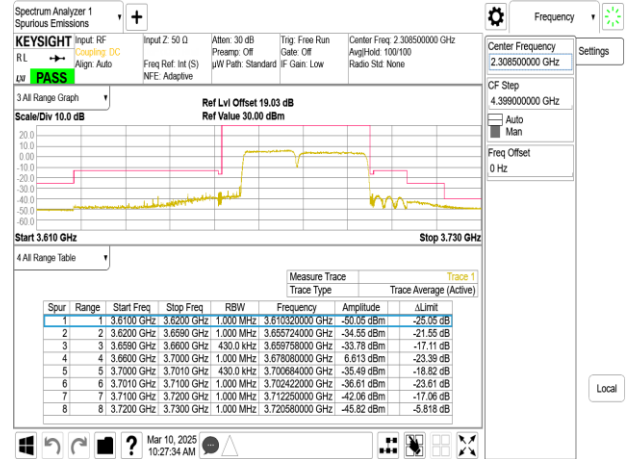 Spectrum Analyzer 1
Spurious Emissions
Frequency
KEYSIGHT Input: RF Input Z: 50 Ω Atten: 30 dB Trig: Free Run Center Freq: 2.308500000 GHz
RL Coupling: DC Preamp: Off Gate: Off Avg|Hold: 100/100
Align: Auto Freq Ref: Int (S) µW Path: Standard IF Gain: Low Radio Std: None
LXI PASS NFE: Adaptive
Center Frequency
2.308500000 GHz
Settings
CF Step
4.399000000 GHz
Auto
Man
Freq Offset
0 Hz
Local
3 All Range Graph
Ref Lvl Offset 19.03 dB
Scale/Div 10.0 dB Ref Value 30.00 dBm
20.0
10.0
0.00
-10.0
-20.0
-30.0
-40.0
-50.0
-60.0
Start 3.610 GHz Stop 3.730 GHz
4 All Range Table
Measure Trace Trace 1
Trace Type Trace Average (Active)
Spur Range Start Freq Stop Freq RBW Frequency Amplitude ΔLimit
1 1 3.6100 GHz 3.6200 GHz 1.000 MHz 3.610320000 GHz -50.05 dBm -25.05 dB
2 2 3.6200 GHz 3.6590 GHz 1.000 MHz 3.655724000 GHz -34.55 dBm -21.55 dB
3 3 3.6590 GHz 3.6600 GHz 430.0 kHz 3.659758000 GHz -33.78 dBm -17.11 dB
4 4 3.6600 GHz 3.7000 GHz 1.000 MHz 3.678080000 GHz 6.613 dBm -23.39 dB
5 5 3.7000 GHz 3.7010 GHz 430.0 kHz 3.700684000 GHz -35.49 dBm -18.82 dB
6 6 3.7010 GHz 3.7100 GHz 1.000 MHz 3.702422000 GHz -36.61 dBm -23.61 dB
7 7 3.7100 GHz 3.7200 GHz 1.000 MHz 3.712250000 GHz -42.06 dBm -17.06 dB
8 8 3.7200 GHz 3.7300 GHz 1.000 MHz 3.720580000 GHz -45.82 dBm -5.818 dB
Mar 10, 2025
10:27:34 AM